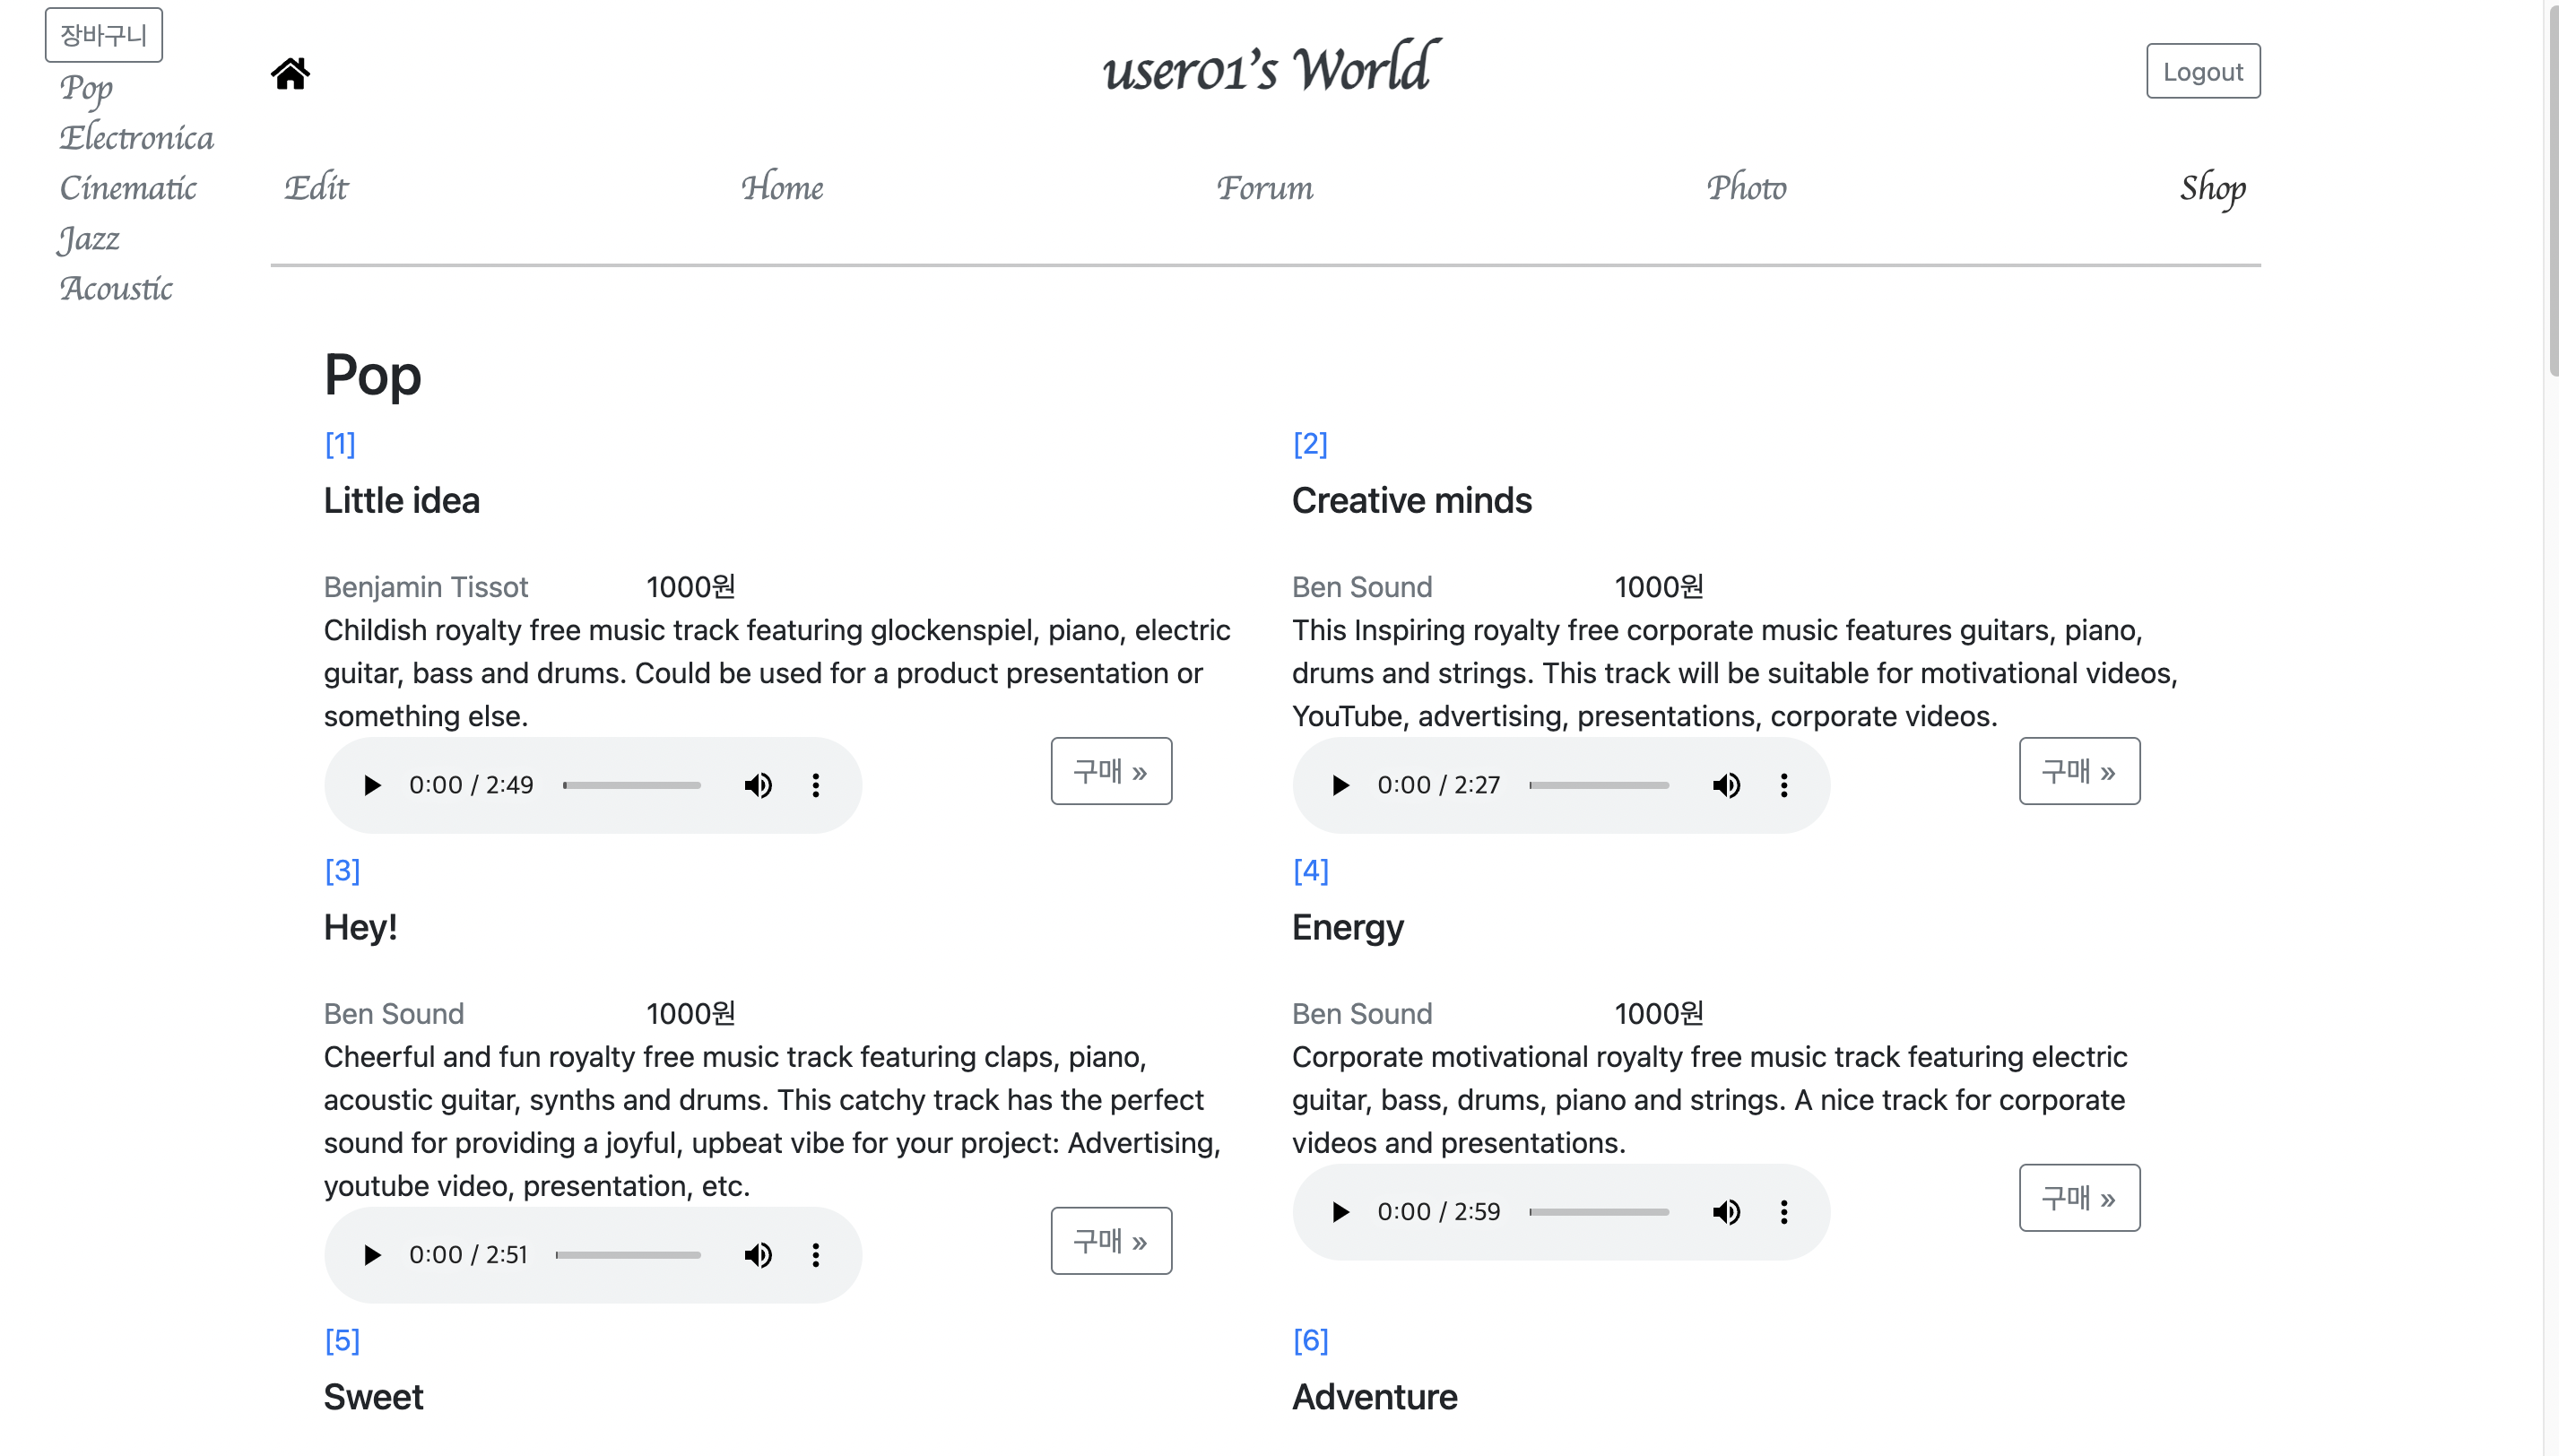 장바구니
Pop
Electronica
Cinematic
Jazz
Acoustic
user01's World
Logout
Edit
Home
Forum
Photo
Shop
Pop
[1]
Little idea
Benjamin Tissot 1000원
Childish royalty free music track featuring glockenspiel, piano, electric
guitar, bass and drums. Could be used for a product presentation or
something else.
0:00 / 2:49
구매 »
[2]
Creative minds
Ben Sound 1000원
This Inspiring royalty free corporate music features guitars, piano,
drums and strings. This track will be suitable for motivational videos,
YouTube, advertising, presentations, corporate videos.
0:00 / 2:27
구매 »
[3]
Hey!
Ben Sound 1000원
Cheerful and fun royalty free music track featuring claps, piano,
acoustic guitar, synths and drums. This catchy track has the perfect
sound for providing a joyful, upbeat vibe for your project: Advertising,
youtube video, presentation, etc.
0:00 / 2:51
구매 »
[4]
Energy
Ben Sound 1000원
Corporate motivational royalty free music track featuring electric
guitar, bass, drums, piano and strings. A nice track for corporate
videos and presentations.
0:00 / 2:59
구매 »
[5]
Sweet
[6]
Adventure